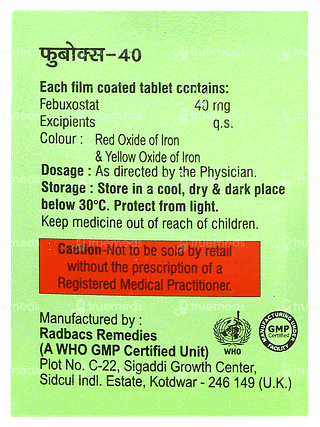 फुबोक्स-40
Each film coated tablet contains:
Febuxostat 40 mg
Excipients q.s.
Colour : Red Oxide of Iron
& Yellow Oxide of Iron
Dosage : As directed by the Physician.
Storage : Store in a cool, dry & dark place
below 30°C. Protect from light.
Keep medicine out of reach of children.
Caution-Not to be sold by retail
without the prescription of a
Registered Medical Practitioner.
Manufactured by :
Radbacs Remedies
(A WHO GMP Certified Unit)
Plot No. C-22, Sigaddi Growth Center,
Sidcul Indl. Estate, Kotdwar - 246 149 (U.K.)
WHO
MANUFACTURING
GMP
Certified
FACILITY
truemeds